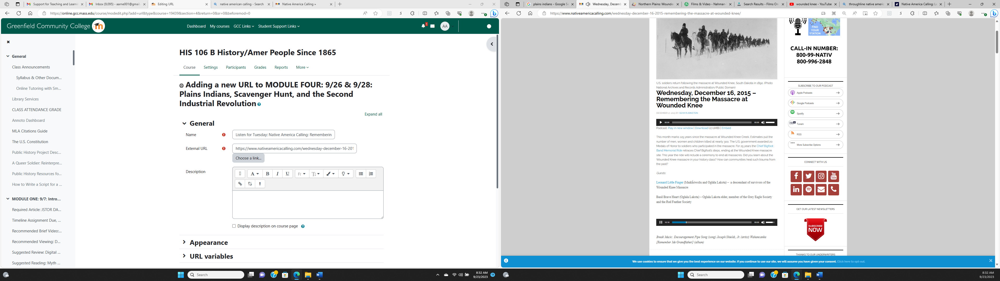 Support for Teaching and Learnin
Inbox (9,095) - aarne001@gmail.
Editing URL
native american calling - Search
Native America Calling »
https://online.gcc.mass.edu/course/modedit.php?add=url&type&course=19439&section=4&return=0&sr=0&beforemod=0
Greenfield Community College
Dashboard My courses GCC Links Student Support Links
1
AA
General
Class Announcements
Syllabus & Other Docum...
Online Tutoring with Sm...
Library Services
CLASS ATTENDANCE GRADE
Annoto Dashboard
MLA Citations Guide
The U.S. Constitution
Public History Project Desc...
A Queer Soldier: Reinterpre...
Public History Resources fo...
How to Write a Script for a ...
MODULE ONE: 9/7: Intro...
Required Article: JSTOR DA...
Timeline Assignment Due, ...
Recommended Brief Video:...
Recommended Viewing: D...
Suggested Review: Digital ...
Suggested Reading: Myth ...
HIS 106 B History/Amer People Since 1865
Course Settings Participants Grades Reports More
Adding a new URL to MODULE FOUR: 9/26 & 9/28:
Plains Indians, Scavenger Hunt, and the Second
Industrial Revolution
Expand all
General
Name
Listen for Tuesday: Native America Calling: Rememberin
External URL
https://www.nativeamericacalling.com/wednesday-december-16-201
Choose a link...
Description
A B I U
Display description on course page
Appearance
URL variables
Search
8:32 AM
9/23/2023
19
plains indians - Google Se
Wednesday, Decemb
Northern Plains: Wounded
Films & Video - Nahman-
Search Results - Films On
wounded knee - YouTube
throughline native americ
Native America Calling: Li
https://www.nativeamericacalling.com/wednesday-december-16-2015-remembering-the-massacre-at-wounded-knee/
U.S. soldiers return following the massacre at Wounded Knee, South Dakota in 1890. (Photo:
National Archives and Records Administration/Public Domain)
Wednesday, December 16, 2015 –
Remembering the Massacre at
Wounded Knee
DECEMBER 17, 2015 BY ADAM RUBINSTEIN
00:00 00:00
Podcast: Play in new window | Download (27.0MB) | Embed
This month marks 125 years since the massacre at Wounded Knee Creek. Estimates put the
number of men, women and children killed at nearly 300. The U.S. government awarded 20
Medals of Honor to soldiers who participated in the massacre. For 25 years the Chief Bigfoot
Band Memorial Ride retraces Chief Bigfoot's steps, ending at the Wounded Knee massacre
site. This year the ride will include a ceremony to end all massacres. Did you learn about the
Wounded Knee massacre in your history class? How can communities heal such trauma from
the past?
Guests:
Leonard Little Finger (Mnikȟówožu and Oglála Lakota) – a descendant of survivors of the
Wounded Knee Massacre
Basil Brave Heart (Oglala Lakota) – Oglala Lakota elder, member of the Grey Eagle Society
and the Red Feather Society
10:18 59:00
Break Music: Encouragement Pipe Song (song) Joseph Shields, Jr. (artist) Wahancanka
[Remember Me Grandfather] (album)
LISTEN LIVE
FIND
YOUR
STATION
CALL-IN NUMBER:
800-99-NATIV
800-996-2848
SUBSCRIBE TO OUR PODCAST
Apple Podcasts
Google Podcasts
Spotify
TuneIn
RSS
More Subscribe Options
CONNECT WITH US
You
Tube
GET OUR LATEST NEWSLETTERS
SUBSCRIBE
NOW
THANKS TO OUR UNDERWRITERS
We use cookies to ensure that we give you the best experience on our website. If you continue to use our site, we will assume you have given your consent. Click here to opt-out.
Search
8:32 AM
9/23/2023